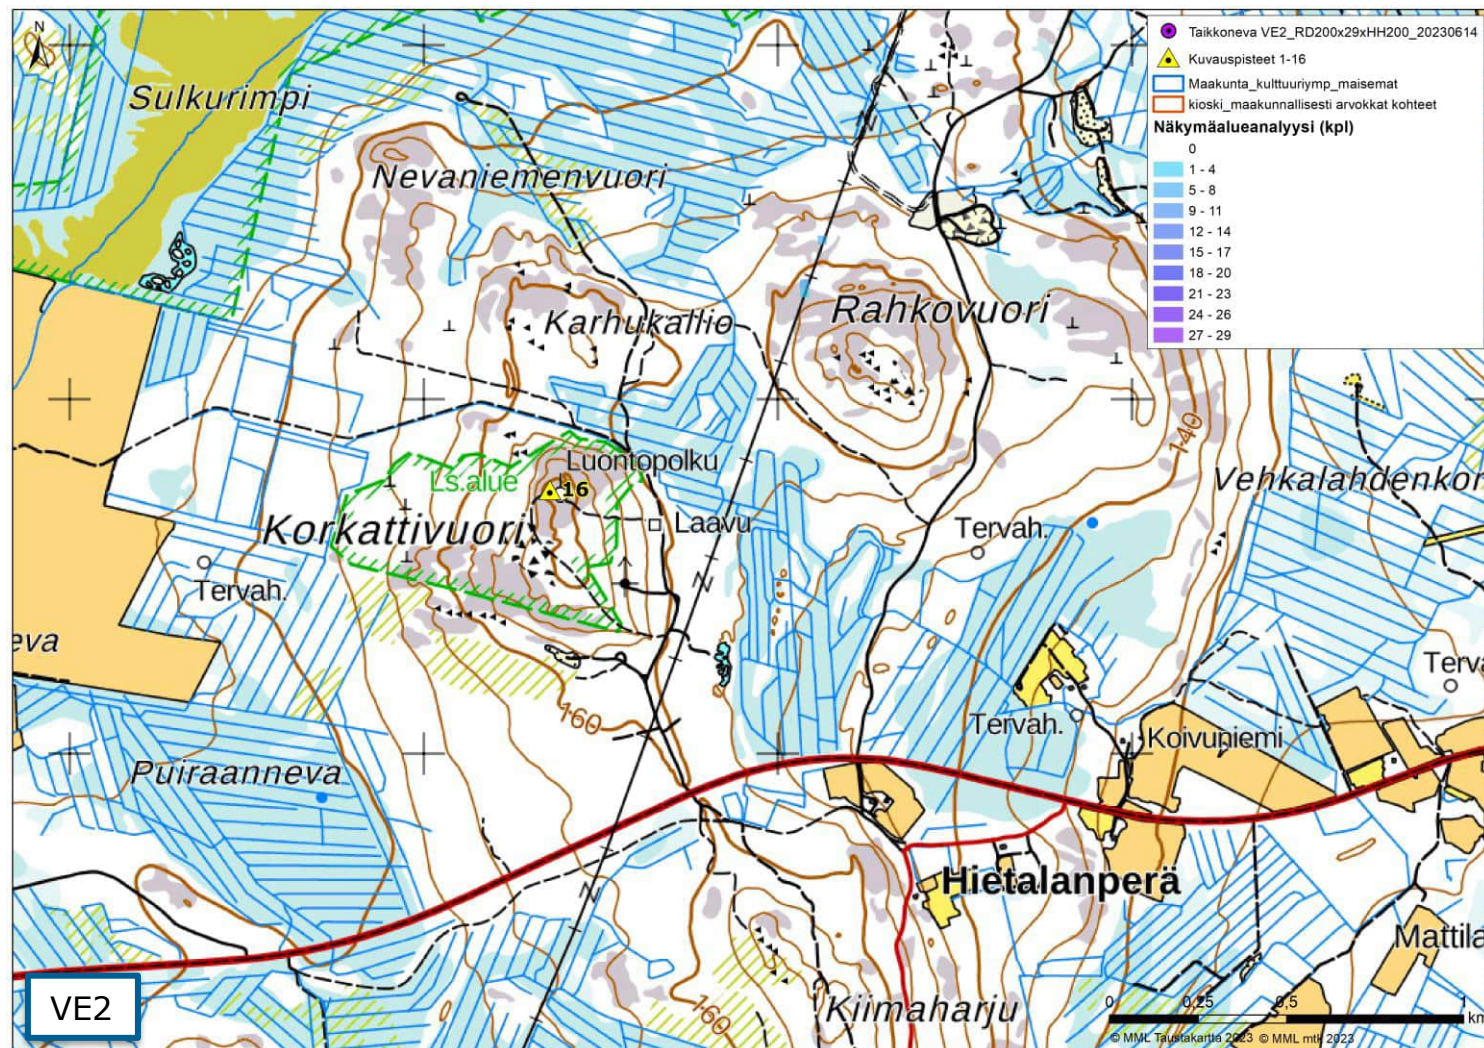 N
Taikkoneva VE2_RD200x29xHH200_20230614
Kuvauspisteet 1-16
Maakunta_kulttuuriymp_maisemat
kioski_maakunnallisesti arvokkat kohteet
Näkymäalueanalyysi (kpl)
0
1 - 4
5 - 8
9 - 11
12 - 14
15 - 17
18 - 20
21 - 23
24 - 26
27 - 29
Sulkurimpi
Nevaniemenvuori
Karhukallio
Rahkovuori
140
Luontopolku
Ls.alue
16
Korkattivuori
Laavu
Vehkalahdenkor
Tervah.
Tervah.
eva
Terva
160
Tervah.
Koivuniemi
Puiraanneva
Hietalanperä
Mattila
Kiimaharju
160
VE2
0 0,25 0,5 1
km
© MML Taustakartta 2023 © MML mtk 2023